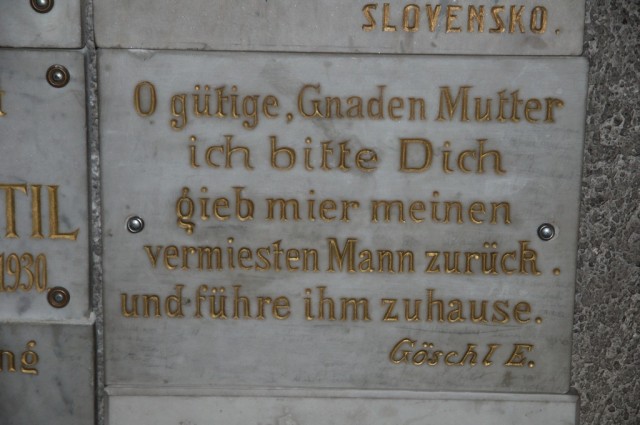 SLOVENSKO.
O gütige, Gnaden Mutter
ich bitte Dich
gieb mier meinen
vermiesten Mann zurück.
und führe ihm zuhause.
Göschl E.
TIL
1930
ng